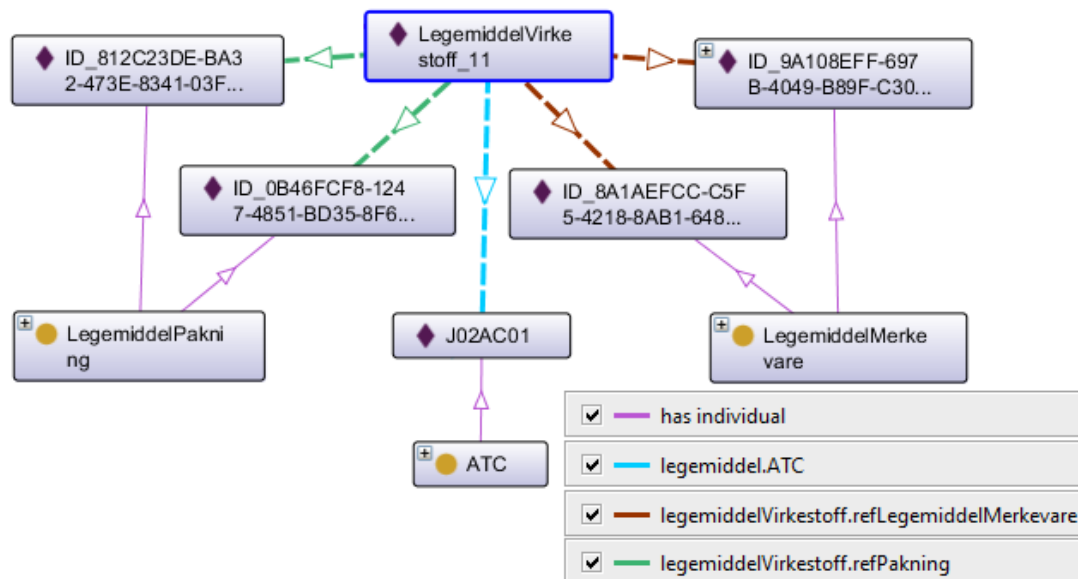 LegemiddelVirke
stoff_11
ID_812C23DE-BA3
2-473E-8341-03F...
ID_9A108EFF-697
B-4049-B89F-C30...
ID_0B46FCF8-124
7-4851-BD35-8F6...
ID_8A1AEFCC-C5F
5-4218-8AB1-648...
LegemiddelPakni
ng
J02AC01
LegemiddelMerke
vare
ATC
has individual
legemiddel.ATC
legemiddelVirkestoff.refLegemiddelMerkevare
legemiddelVirkestoff.refPakning